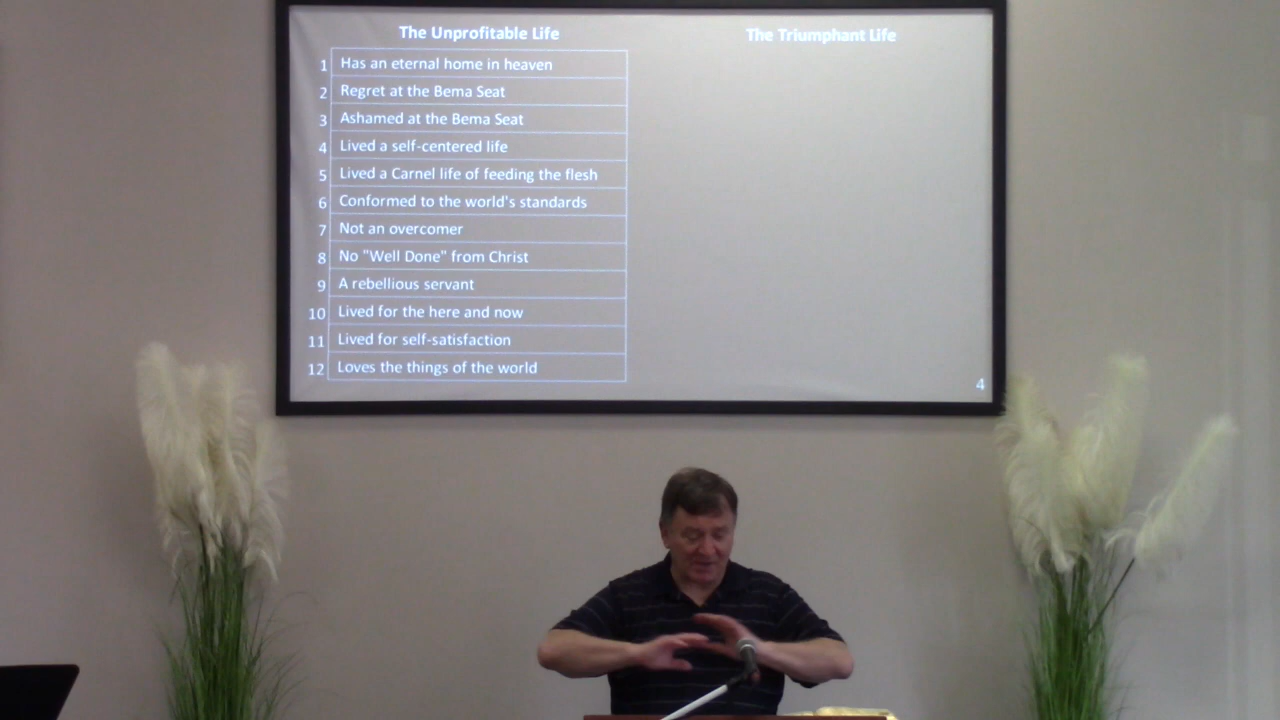 The Unprofitable Life
The Triumphant Life
1 Has an eternal home in heaven
2 Regret at the Bema Seat
3 Ashamed at the Bema Seat
4 Lived a self-centered life
5 Lived a Carnel life of feeding the flesh
6 Conformed to the world's standards
7 Not an overcomer
8 No "Well Done" from Christ
9 A rebellious servant
10 Lived for the here and now
11 Lived for self-satisfaction
12 Loves the things of the world
4